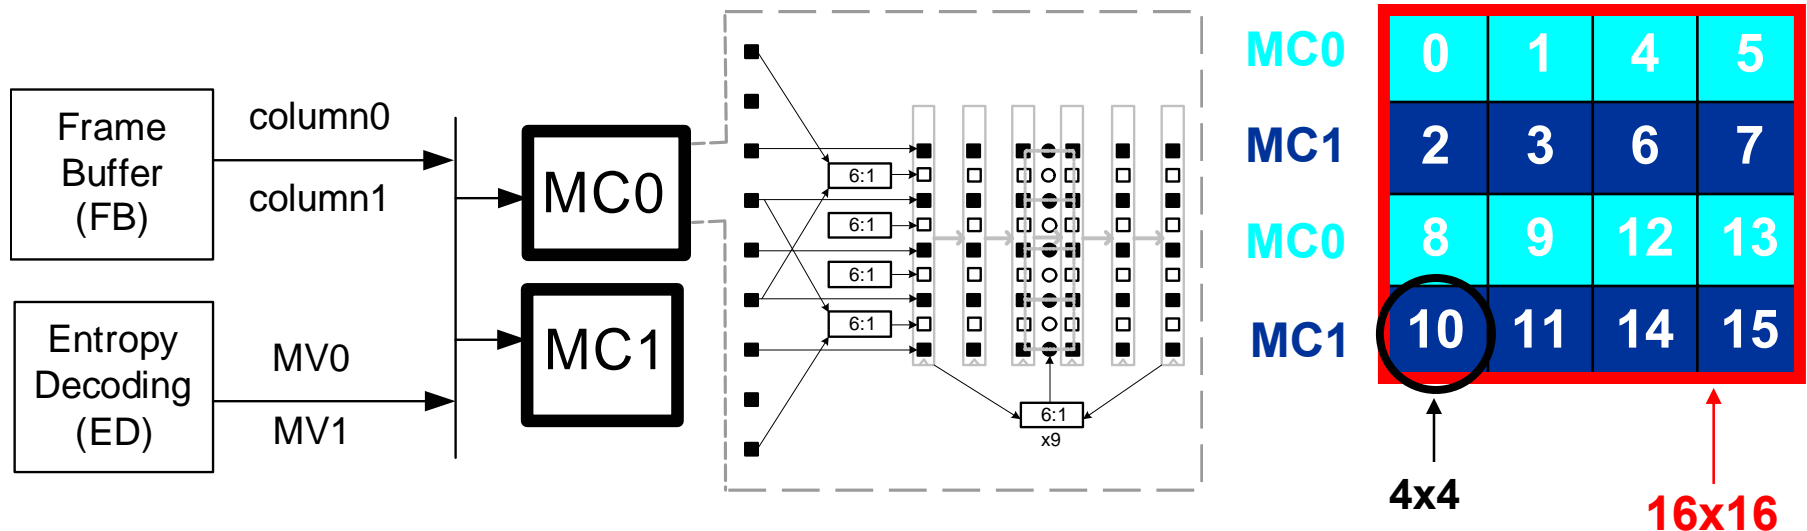 Frame
Buffer
(FB)
column0
column1
Entropy
Decoding
(ED)
MV0
MV1
MC0
MC1
6:1
6:1
6:1
6:1
6:1
x9
MC0
0 1 4 5
MC1
2 3 6 7
MC0
8 9 12 13
MC1
10 11 14 15
4x4
16x16